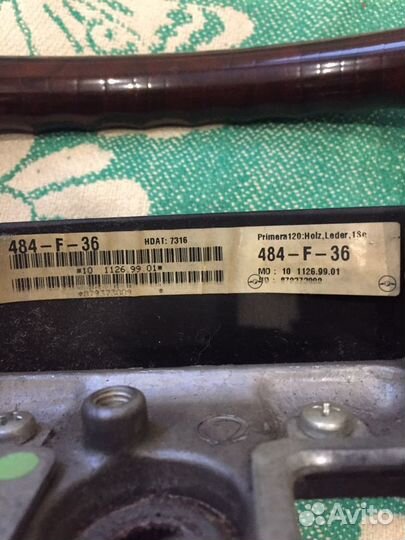 484-F-36
HDAT: 7316
*10 1126.99.01*
*879373009 *
Primera120:Holz,Leder,1Se
484-F-36
MO : 10 1126.99.01
Avito